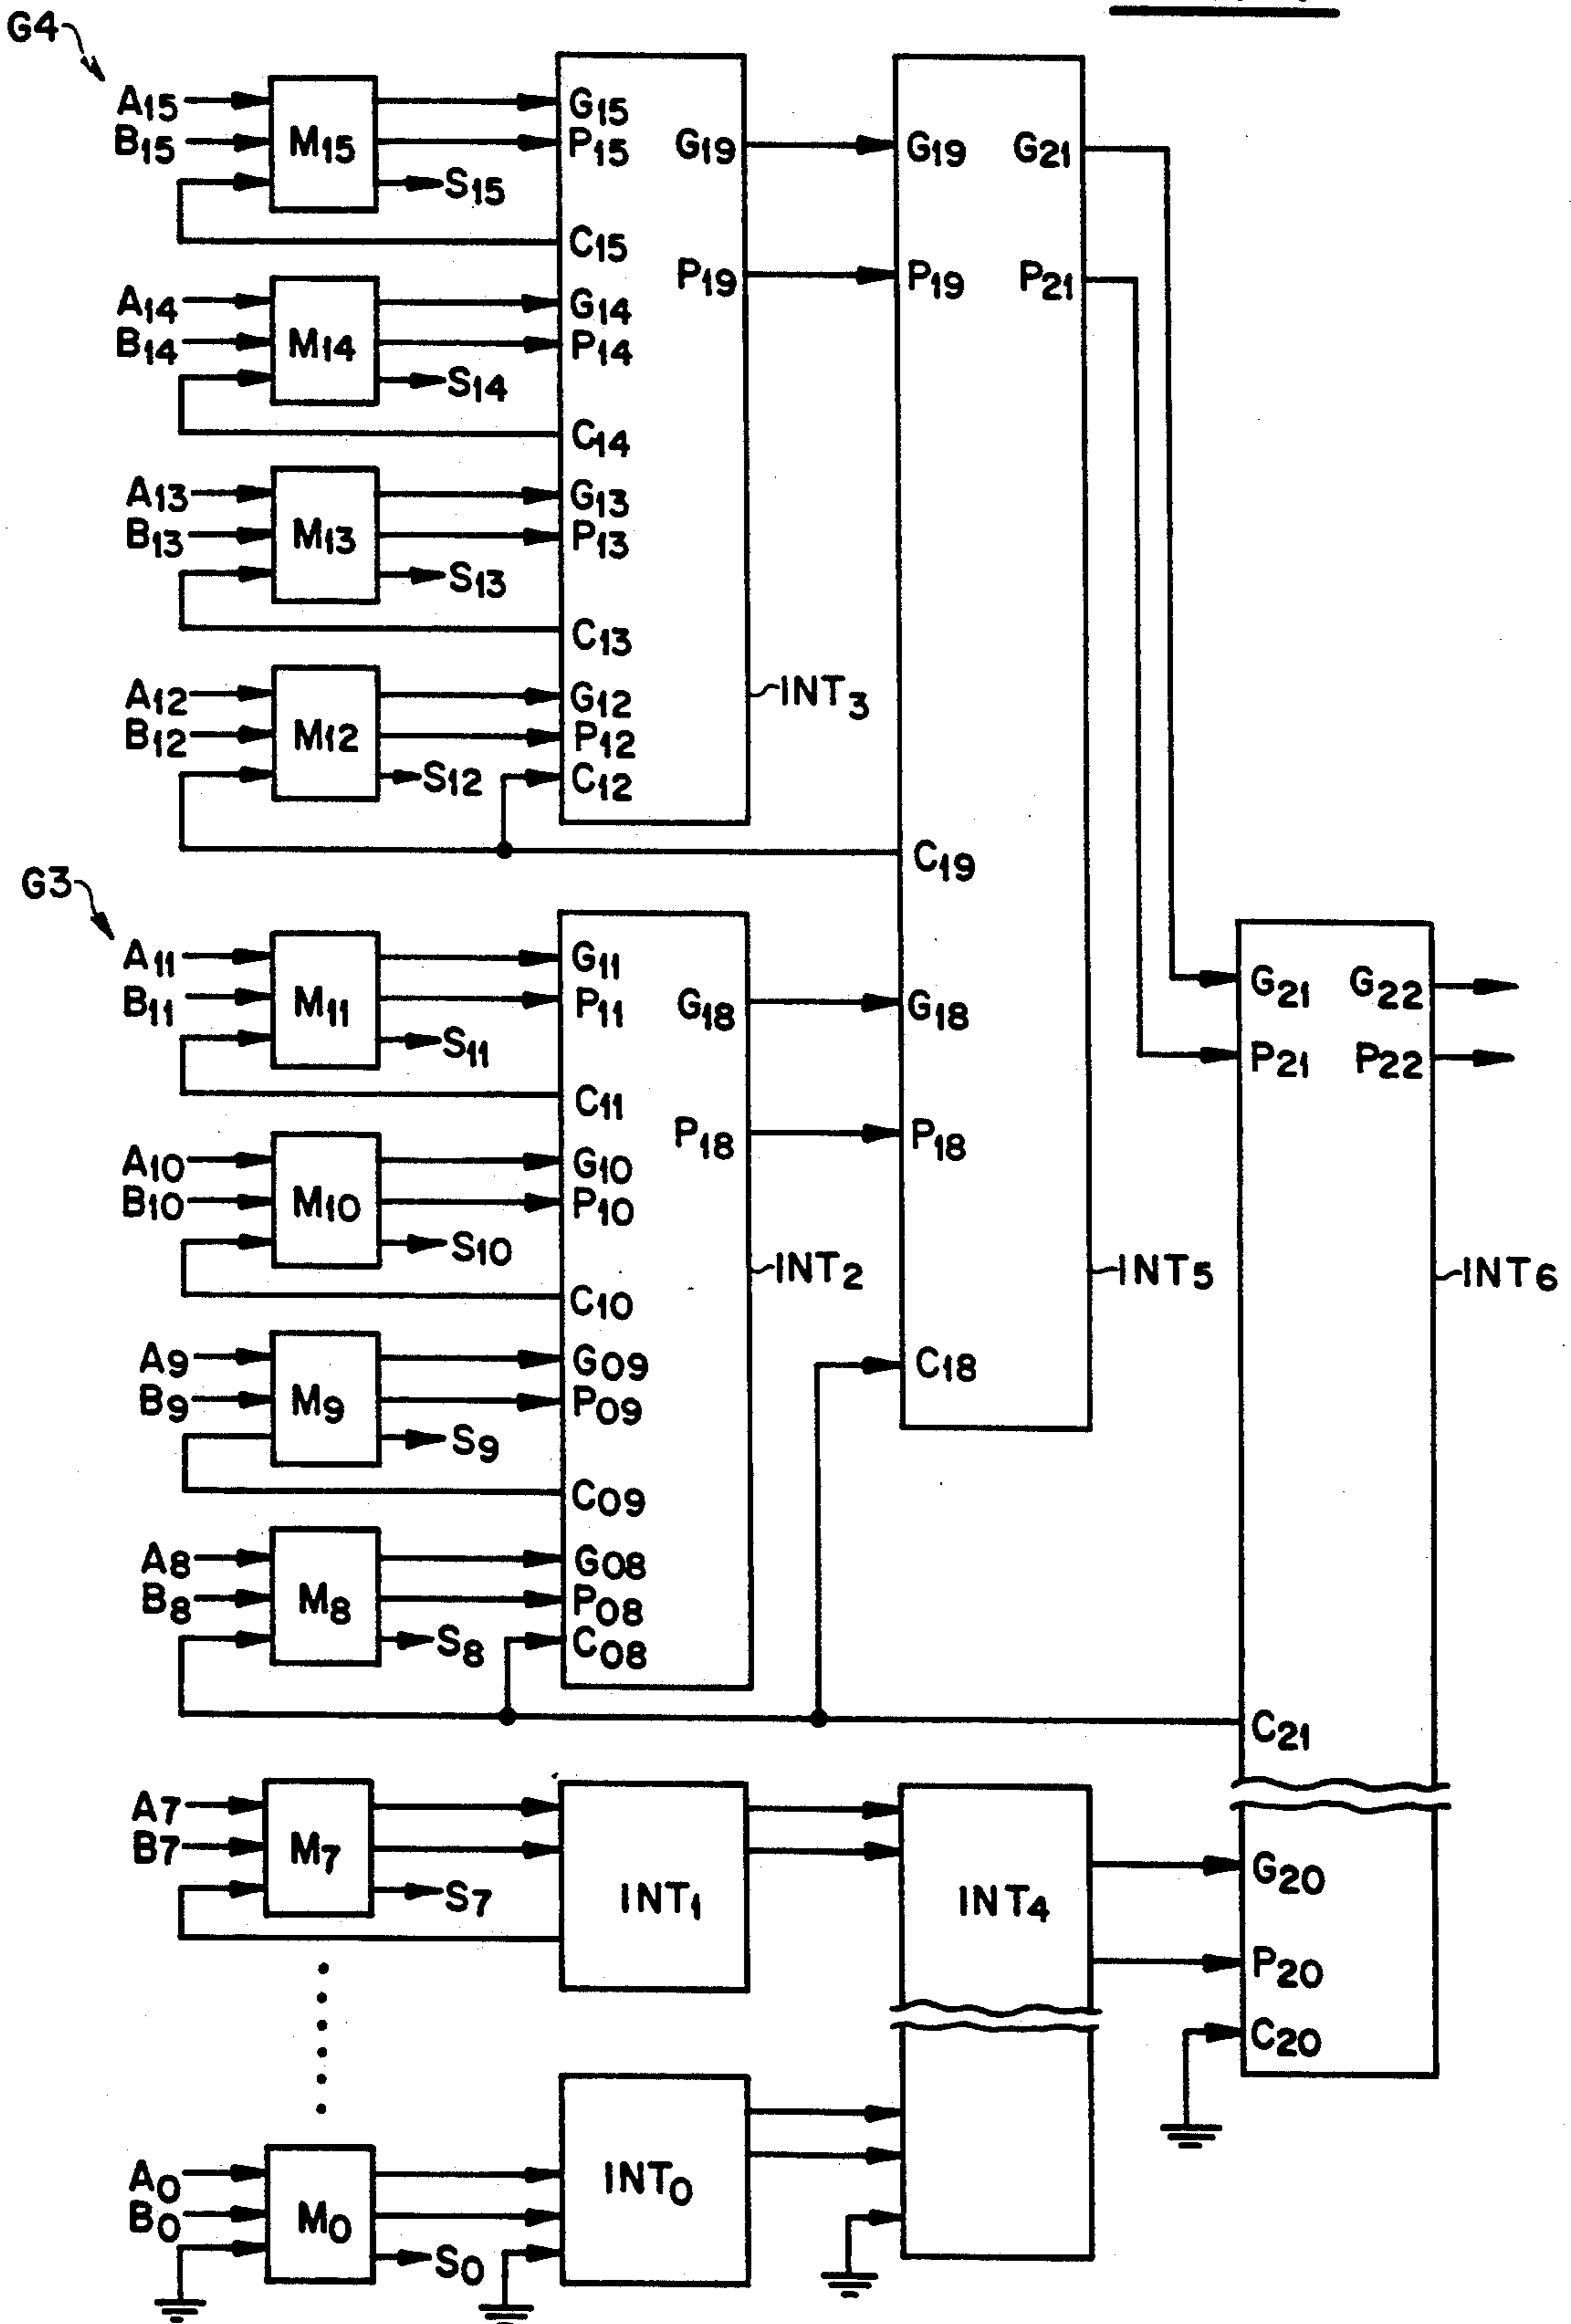 G4
A15
B15
M15
S15
G15
P15
C15
A14
B14
M14
S14
G14
P14
C14
A13
B13
M13
S13
G13
P13
C13
A12
B12
M12
S12
G12
P12
C12
G19
P19
INT3
G19
P19
C19
G21
P21
G3
A11
B11
M11
S11
G11
P11
C11
A10
B10
M10
S10
G10
P10
C10
A9
B9
M9
S9
G09
P09
C09
A8
B8
M8
S8
G08
P08
C08
G18
P18
INT2
G18
P18
C18
INT5
G21
P21
G22
P22
INT6
C21
A7
B7
M7
S7
INT1
INT4
G20
P20
C20
A0
B0
M0
S0
INT0